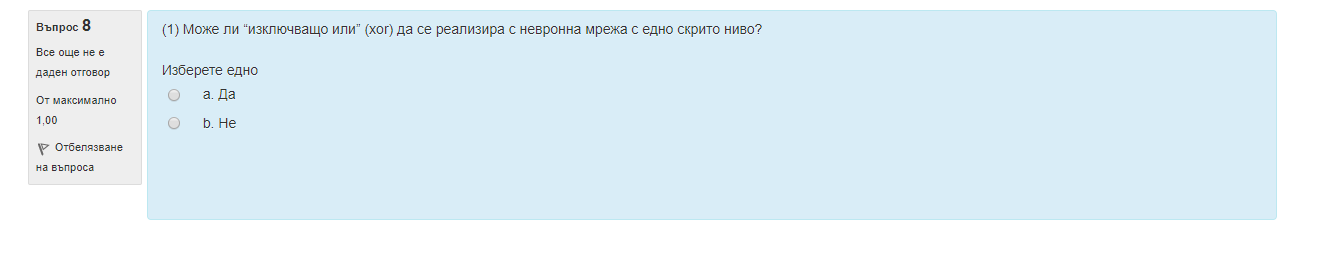 Въпрос 8
Все още не е
даден отговор
От максимално
1,00
Отбелязване
на въпроса
(1) Може ли “изключващо или” (xor) да се реализира с невронна мрежа с едно скрито ниво?
Изберете едно
a. Да
b. Не